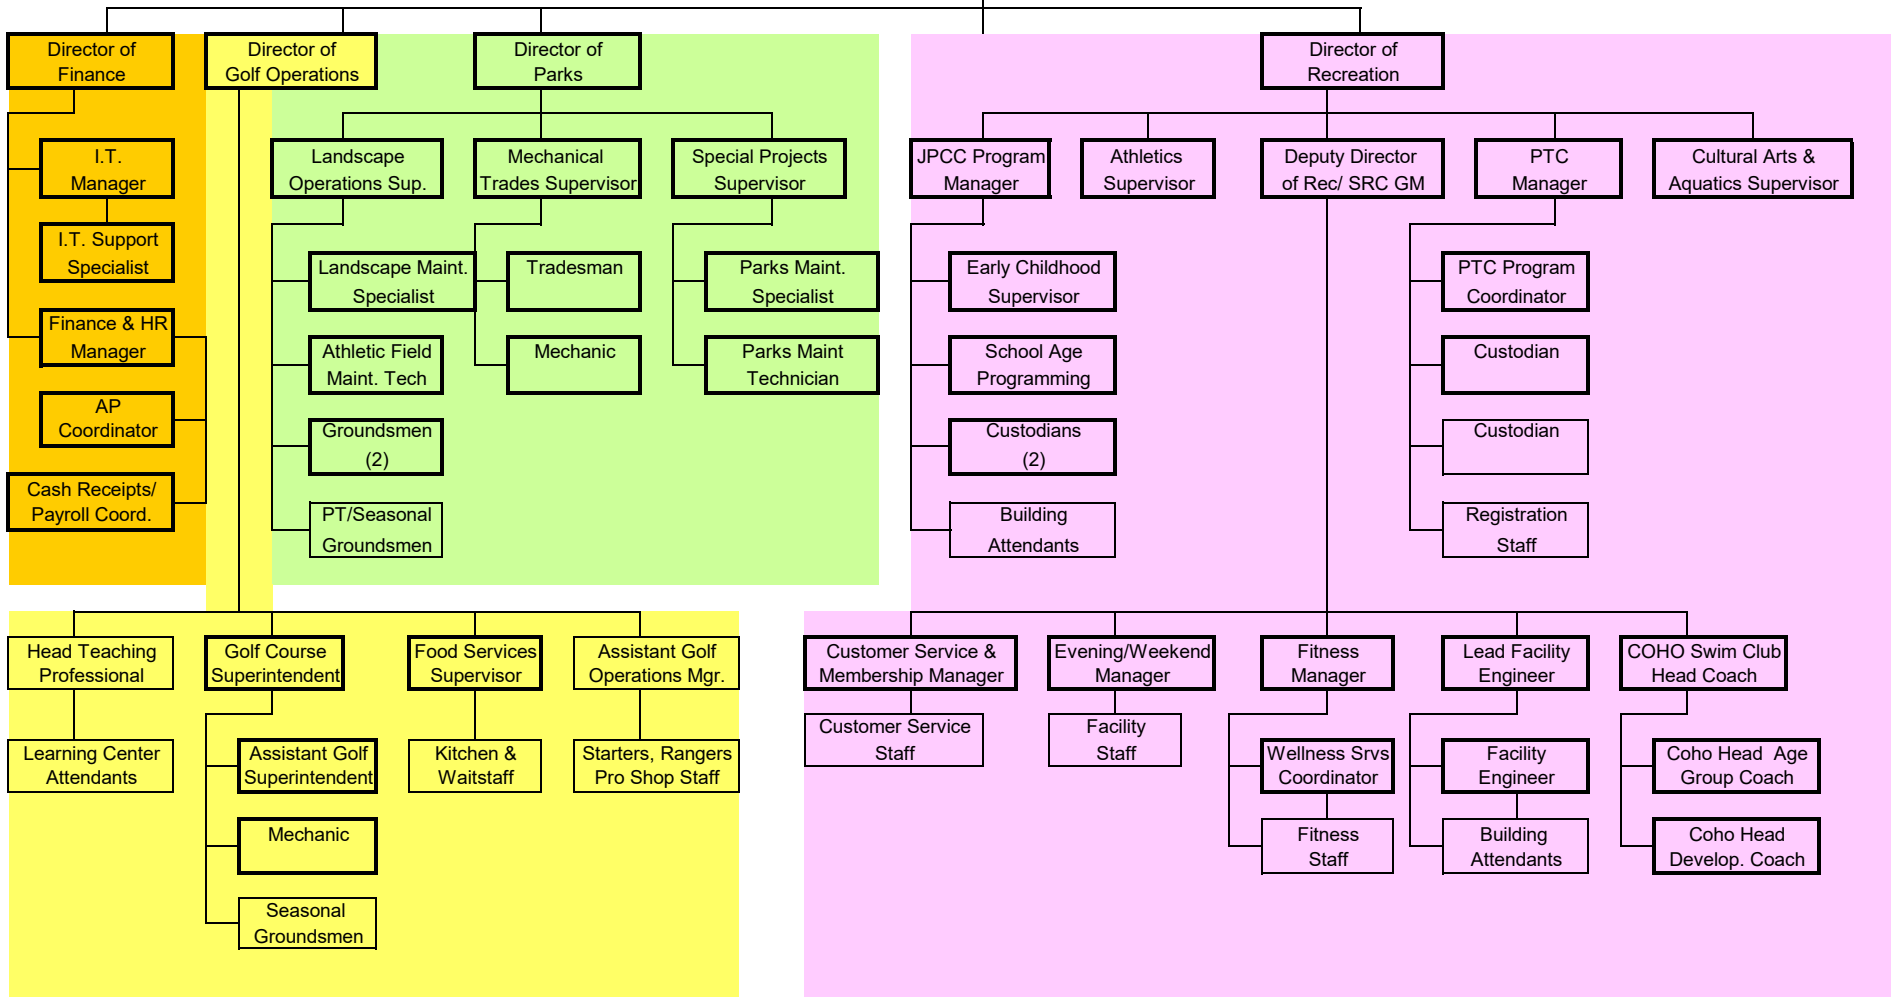 Director of
Finance
Director of
Golf Operations
Director of
Parks
Director of
Recreation
I.T.
Manager
Landscape
Operations Sup.
Mechanical
Trades Supervisor
Special Projects
Supervisor
JPCC Program
Manager
Athletics
Supervisor
Deputy Director
of Rec/ SRC GM
PTC
Manager
Cultural Arts &
Aquatics Supervisor
I.T. Support
Specialist
Landscape Maint.
Specialist
Tradesman
Parks Maint.
Specialist
Early Childhood
Supervisor
PTC Program
Coordinator
Finance & HR
Manager
Athletic Field
Maint. Tech
Mechanic
Parks Maint
Technician
School Age
Programming
Custodian
AP
Coordinator
Groundsmen
(2)
Custodians
(2)
Custodian
Cash Receipts/
Payroll Coord.
PT/Seasonal
Groundsmen
Building
Attendants
Registration
Staff
Head Teaching
Professional
Golf Course
Superintendent
Food Services
Supervisor
Assistant Golf
Operations Mgr.
Customer Service &
Membership Manager
Evening/Weekend
Manager
Fitness
Manager
Lead Facility
Engineer
COHO Swim Club
Head Coach
Learning Center
Attendants
Assistant Golf
Superintendent
Kitchen &
Waitstaff
Starters, Rangers
Pro Shop Staff
Customer Service
Staff
Facility
Staff
Wellness Srvs
Coordinator
Facility
Engineer
Coho Head  Age
Group Coach
Mechanic
Fitness
Staff
Building
Attendants
Coho Head
Develop. Coach
Seasonal
Groundsmen